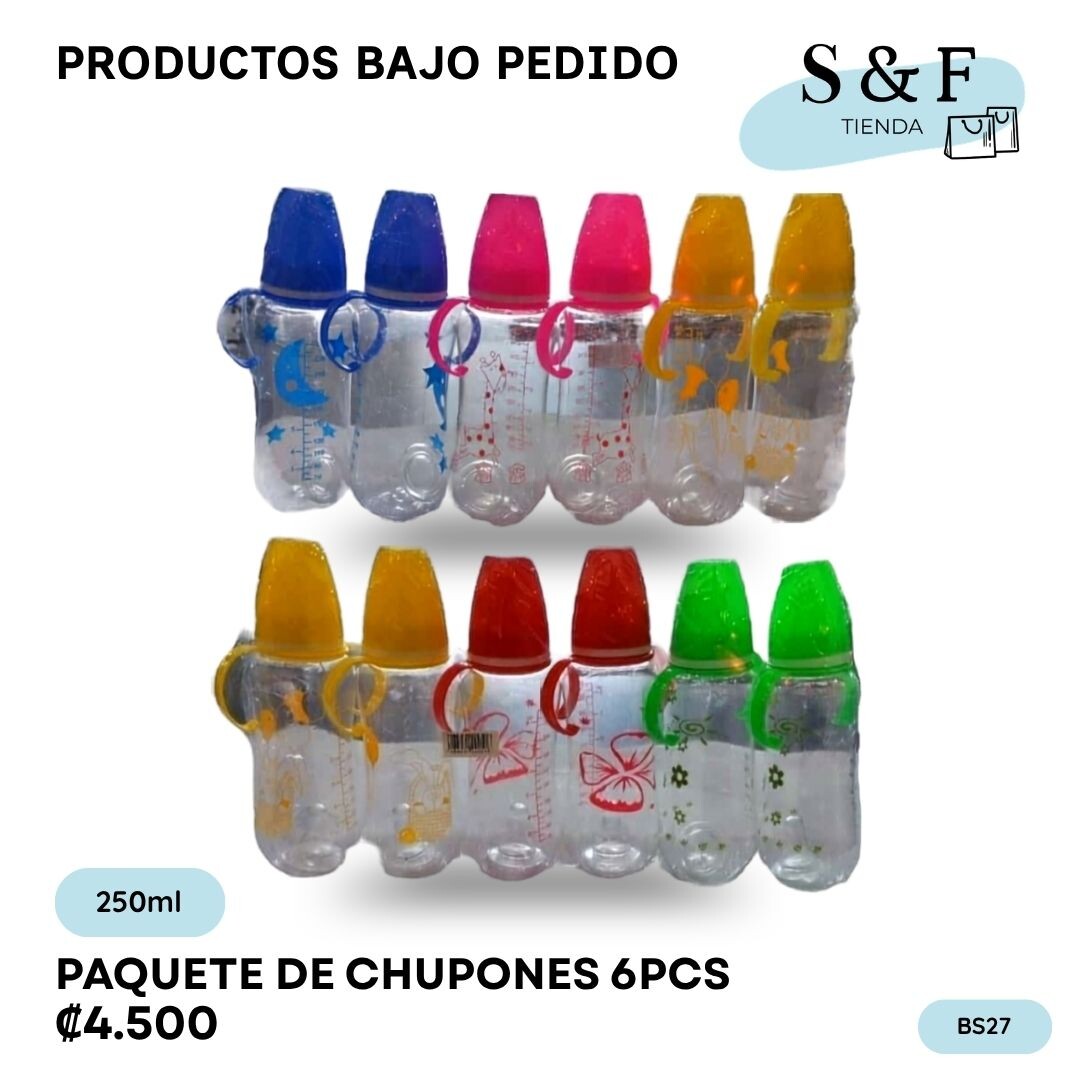 PRODUCTOS BAJO PEDIDO
S & F
TIENDA
250ml
PAQUETE DE CHUPONES 6PCS
₡4.500
BS27